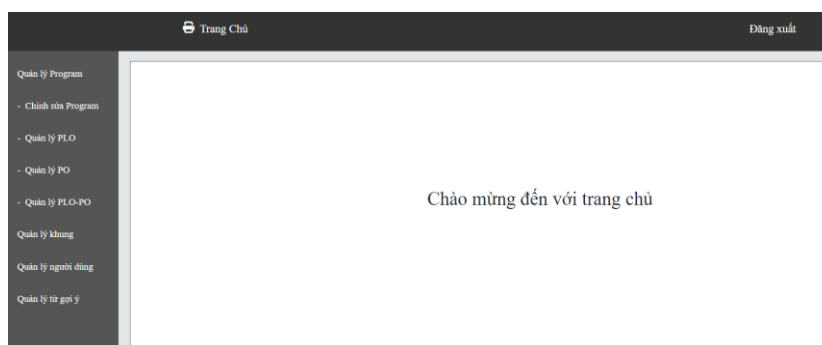 Trang Chủ
Đăng xuất
Quản lý Program
- Chỉnh sửa Program
- Quản lý PLO
- Quản lý PO
- Quản lý PLO-PO
Quản lý khung
Quản lý người dùng
Quản lý từ gợi ý
Chào mừng đến với trang chủ